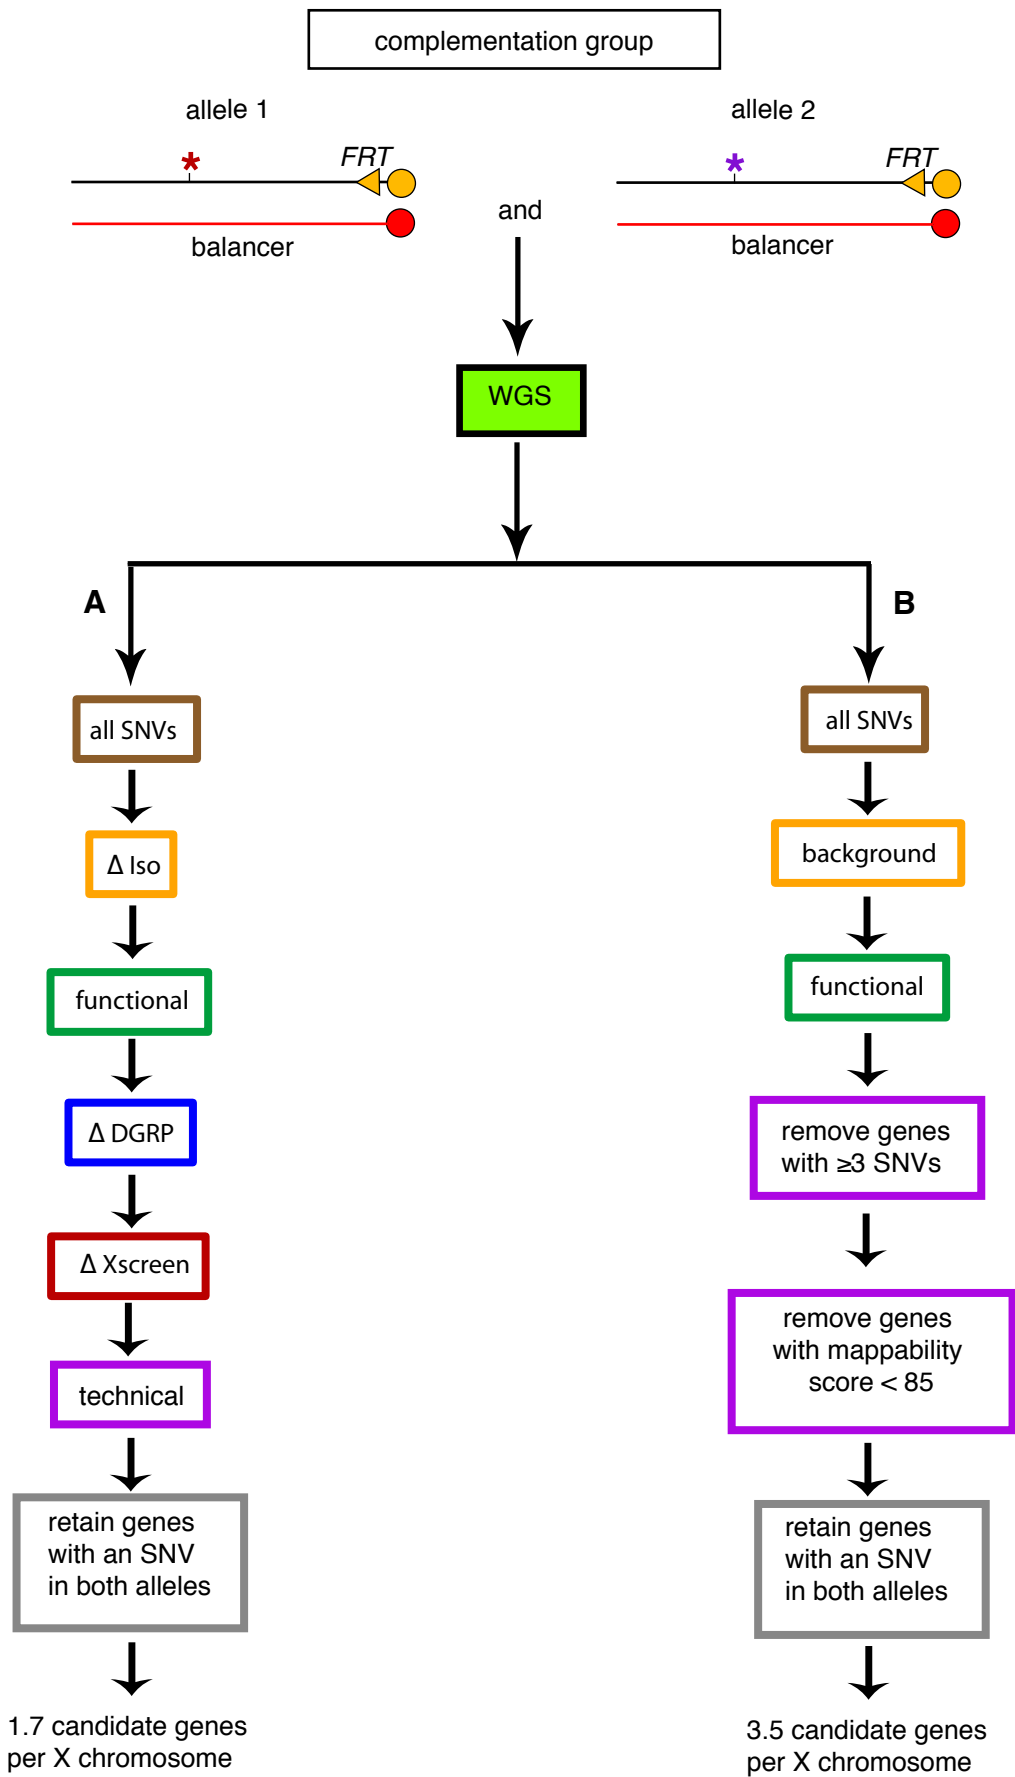 complementation group
allele 1
allele 2
*
FRT
*
FRT
and
balancer
balancer
WGS
A
B
all SNVs
Δ Iso
functional
Δ DGRP
Δ Xscreen
technical
retain genes
with an SNV
in both alleles
1.7 candidate genes
per X chromosome
all SNVs
background
functional
remove genes
with ≥3 SNVs
remove genes
with mappability
score < 85
retain genes
with an SNV
in both alleles
3.5 candidate genes
per X chromosome